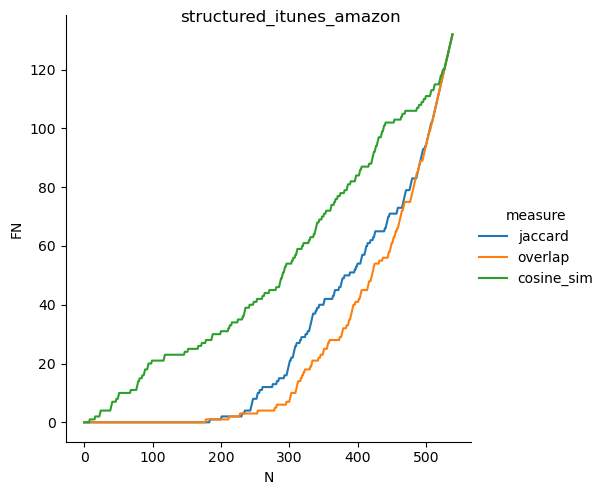 structured_itunes_amazon
FN
120
100
80
60
40
20
0
0 100 200 300 400 500
N
measure
jaccard
overlap
cosine_sim